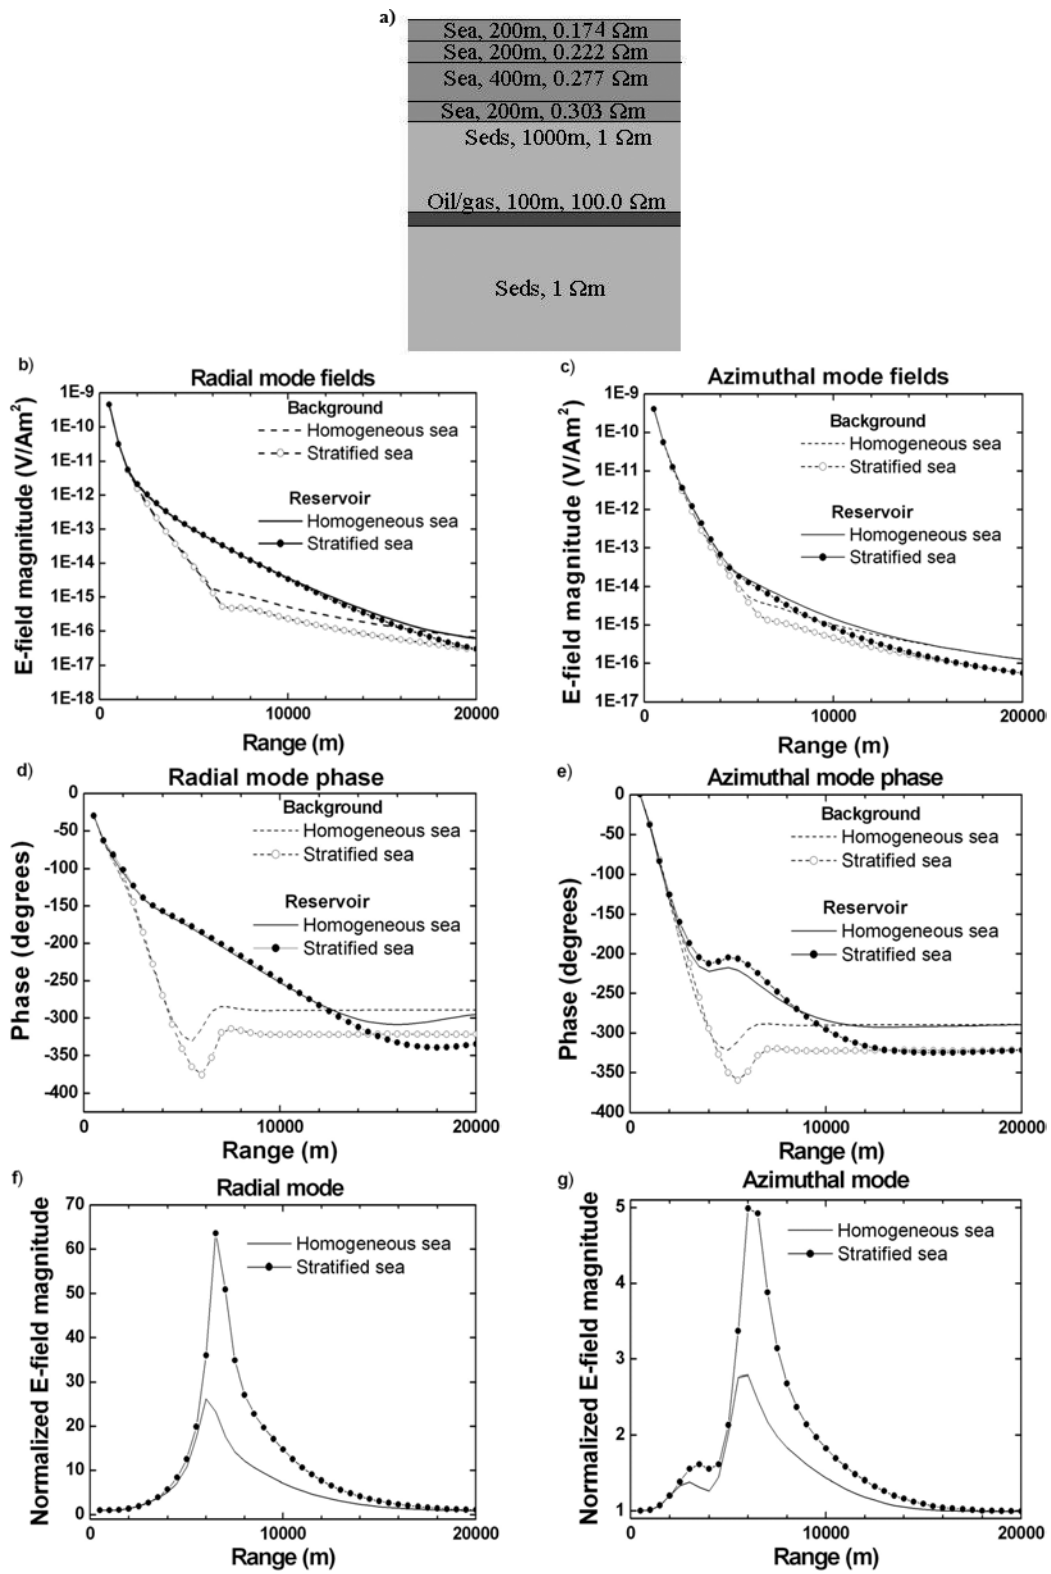 a)
Sea, 200m, 0.174 Ωm
Sea, 200m, 0.222 Ωm
Sea, 400m, 0.277 Ωm
Sea, 200m, 0.303 Ωm
Seds, 1000m, 1 Ωm
Oil/gas, 100m, 100.0 Ωm
Seds, 1 Ωm
b)
Radial mode fields
E-field magnitude (V/Am²)
1E-9
1E-10
1E-11
1E-12
1E-13
1E-14
1E-15
1E-16
1E-17
1E-18
Background
Homogeneous sea
Stratified sea
Reservoir
Homogeneous sea
Stratified sea
0
10000
20000
Range (m)
c)
Azimuthal mode fields
E-field magnitude (V/Am²)
1E-9
1E-10
1E-11
1E-12
1E-13
1E-14
1E-15
1E-16
1E-17
Background
Homogeneous sea
Stratified sea
Reservoir
Homogeneous sea
Stratified sea
0
10000
20000
Range (m)
d)
Radial mode phase
Phase (degrees)
0
-50
-100
-150
-200
-250
-300
-350
-400
Background
Homogeneous sea
Stratified sea
Reservoir
Homogeneous sea
Stratified sea
0
10000
20000
Range (m)
e)
Azimuthal mode phase
Phase (degrees)
0
-50
-100
-150
-200
-250
-300
-350
-400
Background
Homogeneous sea
Stratified sea
Reservoir
Homogeneous sea
Stratified sea
0
10000
20000
Range (m)
f)
Radial mode
Normalized E-field magnitude
70
60
50
40
30
20
10
0
Homogeneous sea
Stratified sea
0
10000
20000
Range (m)
g)
Azimuthal mode
Normalized E-field magnitude
5
4
3
2
1
Homogeneous sea
Stratified sea
0
10000
20000
Range (m)